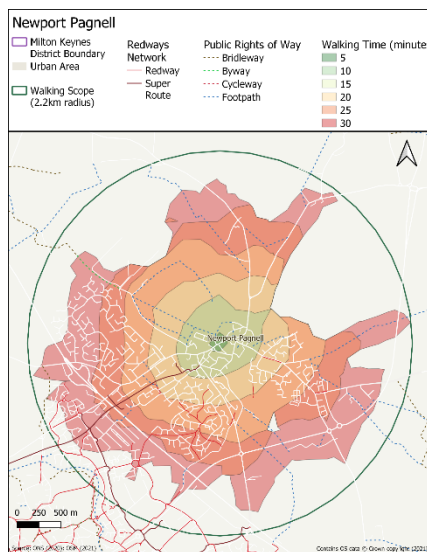 Newport Pagnell
Milton Keynes
District Boundary
Urban Area
Walking Scope
(2.2km radius)
Redways
Network
Redway
Super
Route
Public Rights of Way
Bridleway
Byway
Cycleway
Footpath
Walking Time (minutes
5
10
15
20
25
30
Newport Pagnell
0 250 500 m
Contains OS data © Crown copyright (2021)